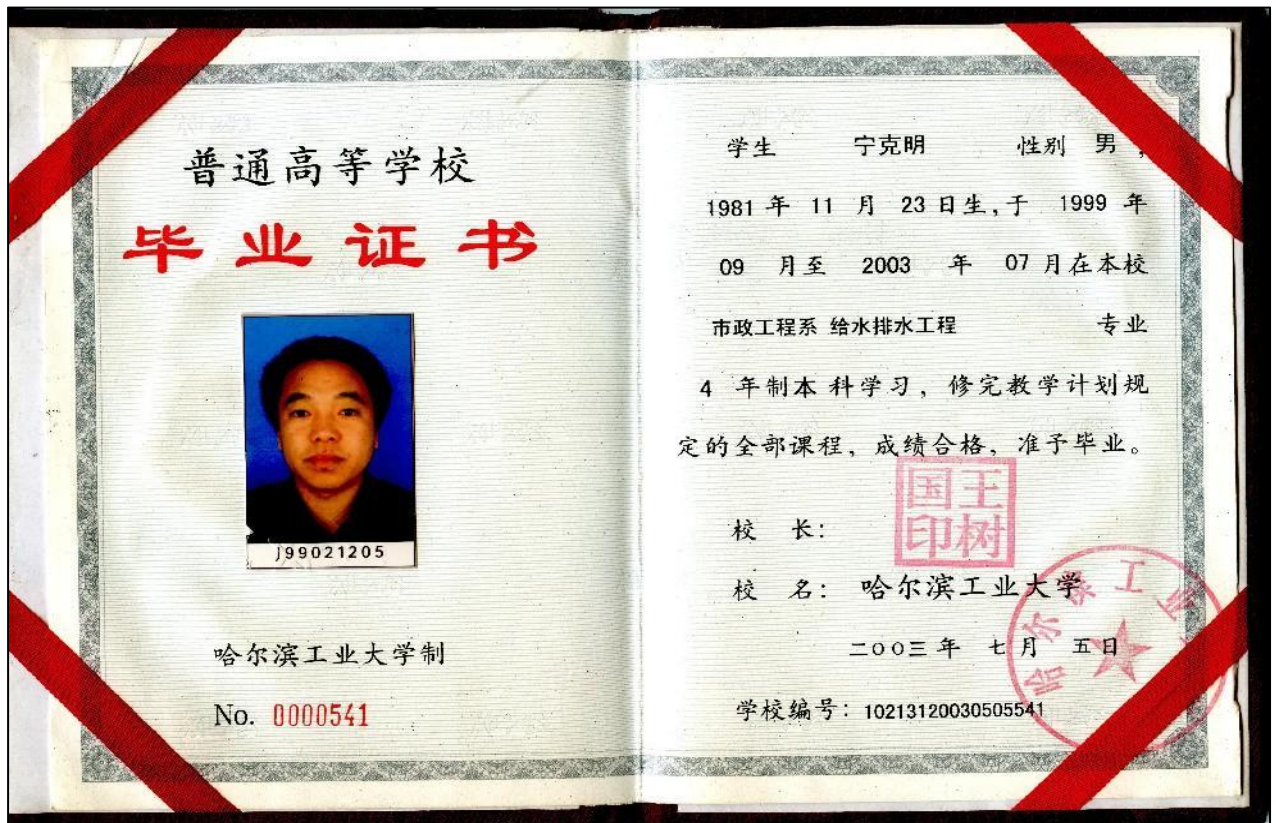 普通高等学校
毕业证书
J99021205
哈尔滨工业大学制
No. 0000541
学生 宁克明 性别 男,
1981 年 11 月 23 日生,于 1999 年
09 月至 2003 年 07 月在本校
市政工程系 给水排水工程 专业
4 年制本科学习，修完教学计划规
定的全部课程，成绩合格，准予毕业。
校 长：
王树国印
校 名：哈尔滨工业大学
二〇〇三年 七月 五日
学校编号：10213120030505541
哈尔滨工业